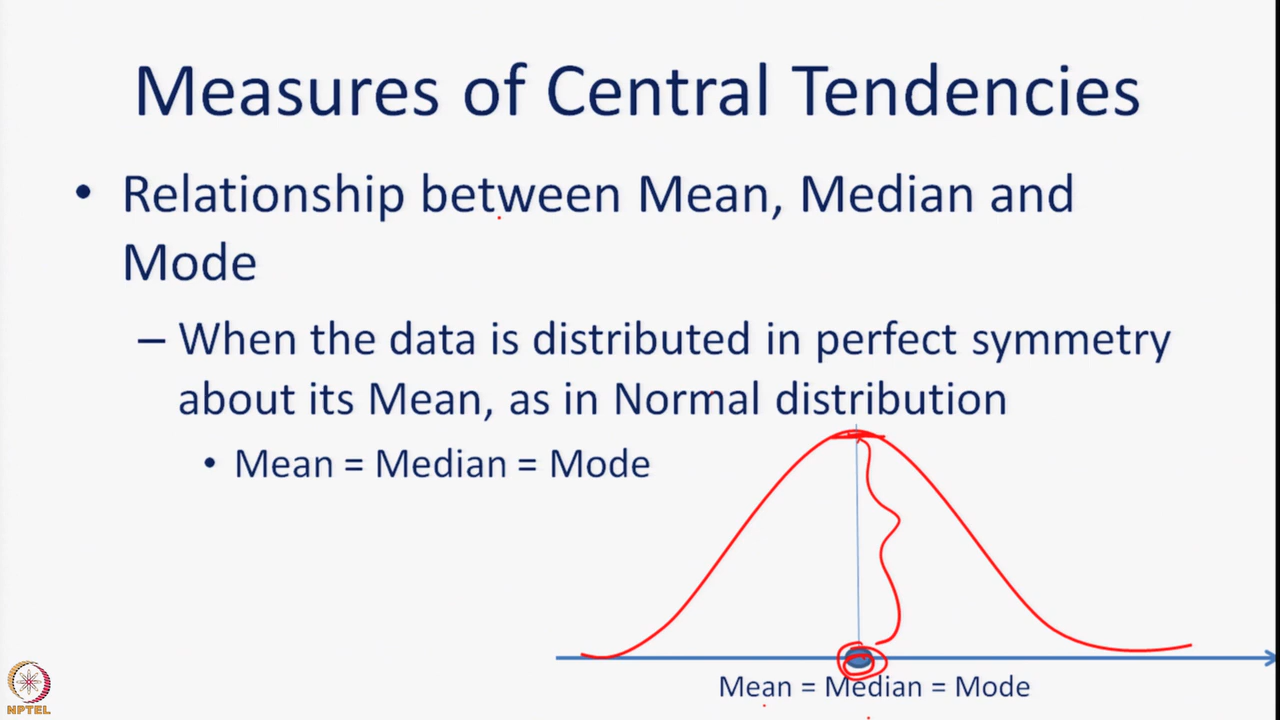 Measures of Central Tendencies
• Relationship between Mean, Median and
Mode
– When the data is distributed in perfect symmetry
about its Mean, as in Normal distribution
• Mean = Median = Mode
Mean = Median = Mode
NPTEL